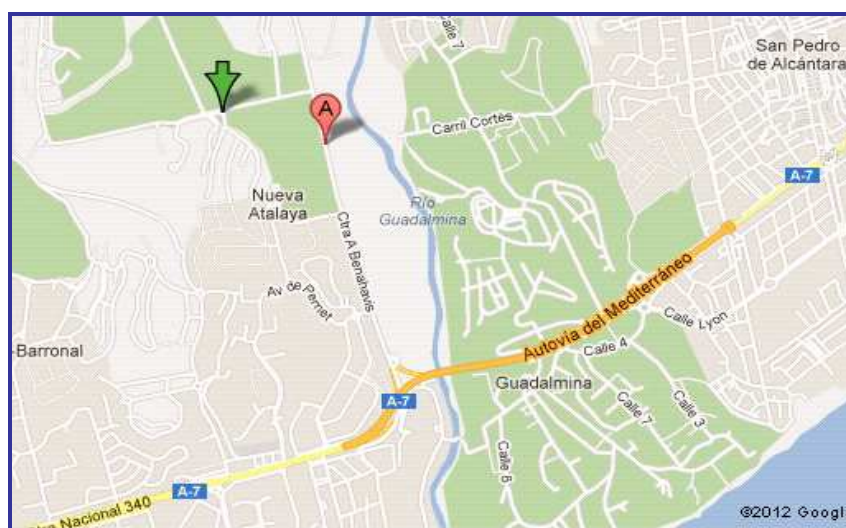 Calle 7
San Pedro
de Alcántara
A
Carril Cortés
A-7
Nueva
Atalaya
Río
Guadalmina
Ctra A Benahavis
Autovía del Mediterráneo
Av de Perret
Calle Lyon
-Barronal
Calle 4
Guadalmina
A-7
Calle 7
Calle 3
Calle 6
A-7
Nacional 340
©2012 Googl